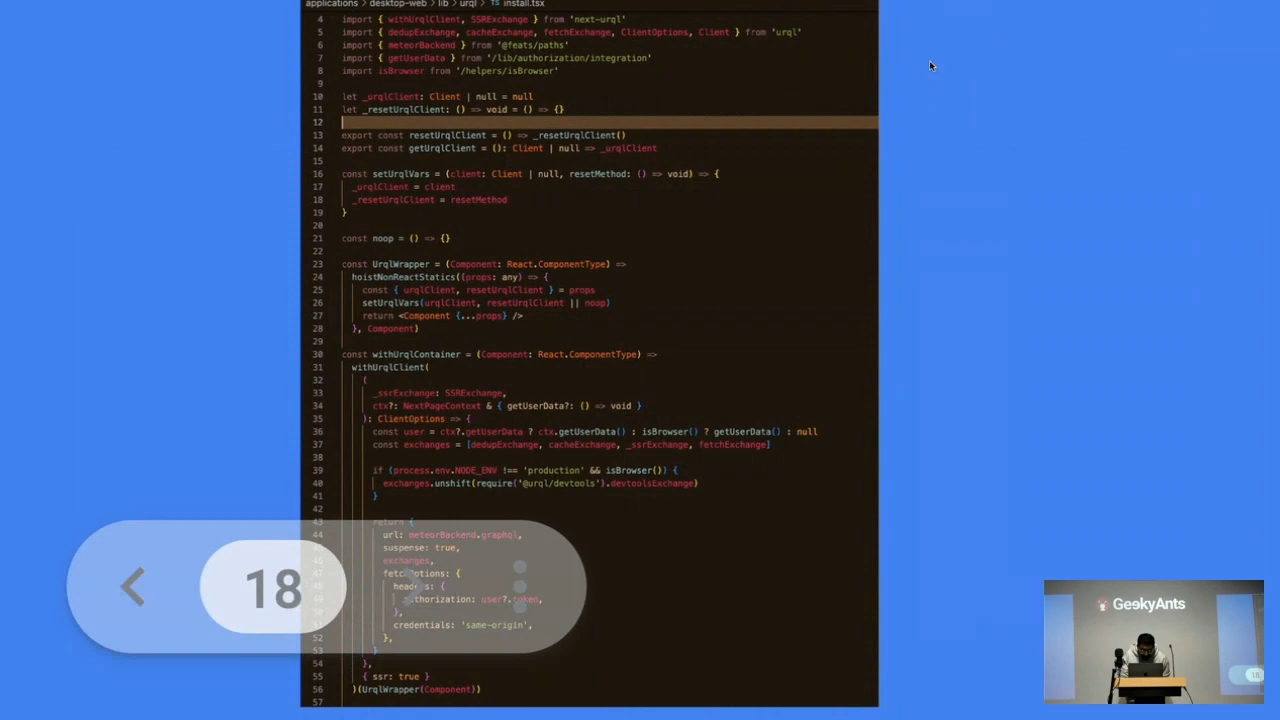 applications > desktop-web > lib > urql > TS install.tsx
4 import { withUrqlClient, SSRExchange } from 'next-urql'
5 import { dedupExchange, cacheExchange, fetchExchange, ClientOptions, Client } from 'urql'
6 import { meteorBackend } from '@feats/paths'
7 import { getUserData } from '/lib/authorization/integration'
8 import isBrowser from '/helpers/isBrowser'
9
10 let _urqlClient: Client | null = null
11 let _resetUrqlClient: () => void = () => {}
12
13 export const resetUrqlClient = () => _resetUrqlClient()
14 export const getUrqlClient = (): Client | null => _urqlClient
15
16 const setUrqlVars = (client: Client | null, resetMethod: () => void) => {
17 _urqlClient = client
18 _resetUrqlClient = resetMethod
19 }
20
21 const noop = () => {}
22
23 const UrqlWrapper = (Component: React.ComponentType) =>
24 hoistNonReactStatics((props: any) => {
25 const { urqlClient, resetUrqlClient } = props
26 setUrqlVars(urqlClient, resetUrqlClient || noop)
27 return <Component {...props} />
28 }, Component)
29
30 const withUrqlContainer = (Component: React.ComponentType) =>
31 withUrqlClient(
32 (
33 _ssrExchange: SSRExchange,
34 ctx?: NextPageContext & { getUserData?: () => void }
35 ): ClientOptions => {
36 const user = ctx?.getUserData ? ctx.getUserData() : isBrowser() ? getUserData() : null
37 const exchanges = [dedupExchange, cacheExchange, _ssrExchange, fetchExchange]
38
39 if (process.env.NODE_ENV !== 'production' && isBrowser()) {
40 exchanges.unshift(require('@urql/devtools').devtoolsExchange)
41 }
42
43 return {
44 url: meteorBackend.graphql,
suspense: true,
exchanges,
{
credentials: 'same-origin',
52 },
53 }
54 },
55 { ssr: true }
56 )(UrqlWrapper(Component))
57
18
GeekyAnts
18